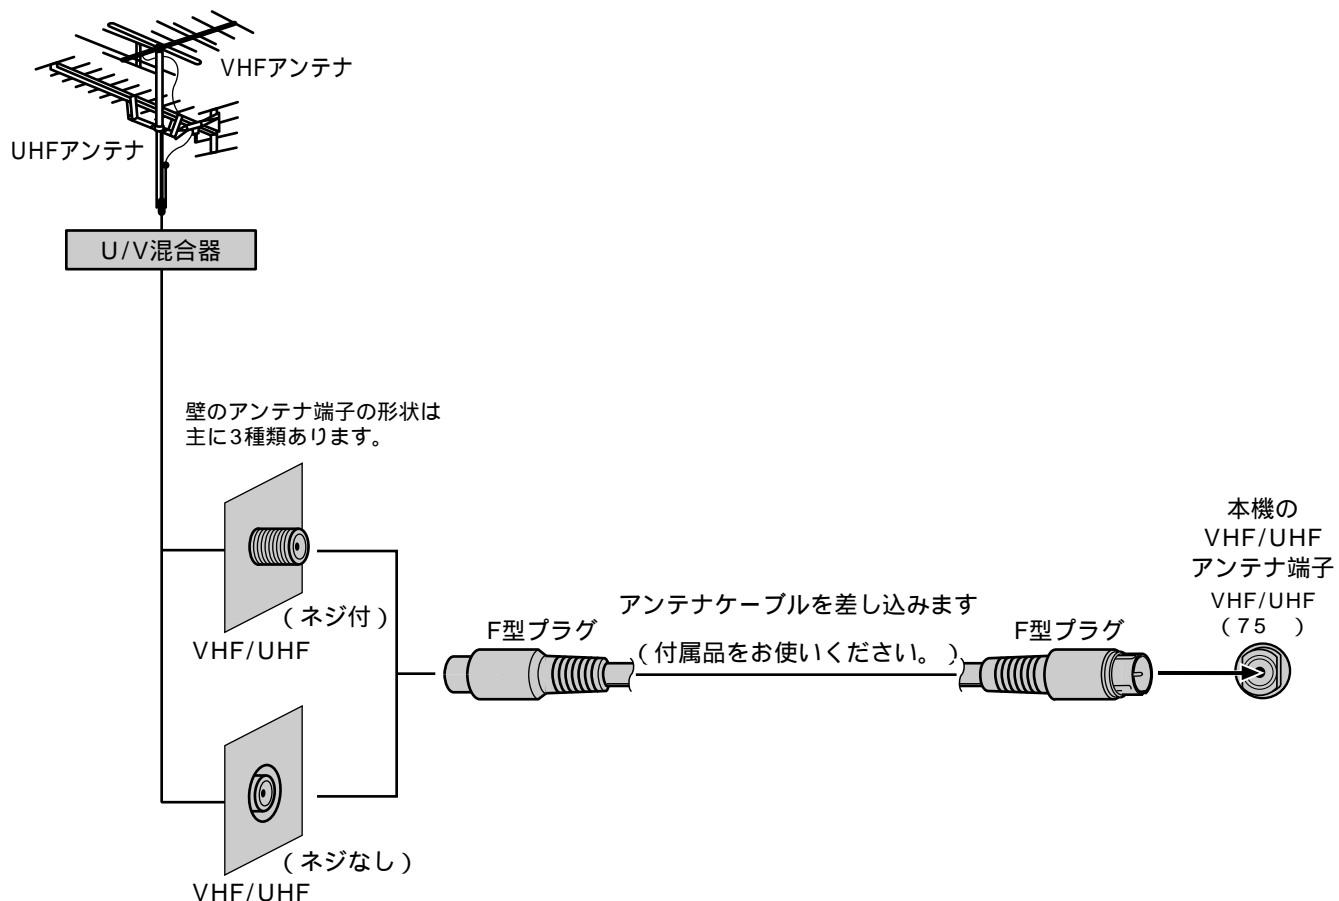 VHFアンテナ
UHFアンテナ
U/V混合器
壁のアンテナ端子の形状は
主に3種類あります。
(ネジ付)
VHF/UHF
F型プラグ
アンテナケーブルを差し込みます
(付属品をお使いください。)
F型プラグ
本機の
VHF/UHF
アンテナ端子
VHF/UHF
(75 )
(ネジなし)
VHF/UHF